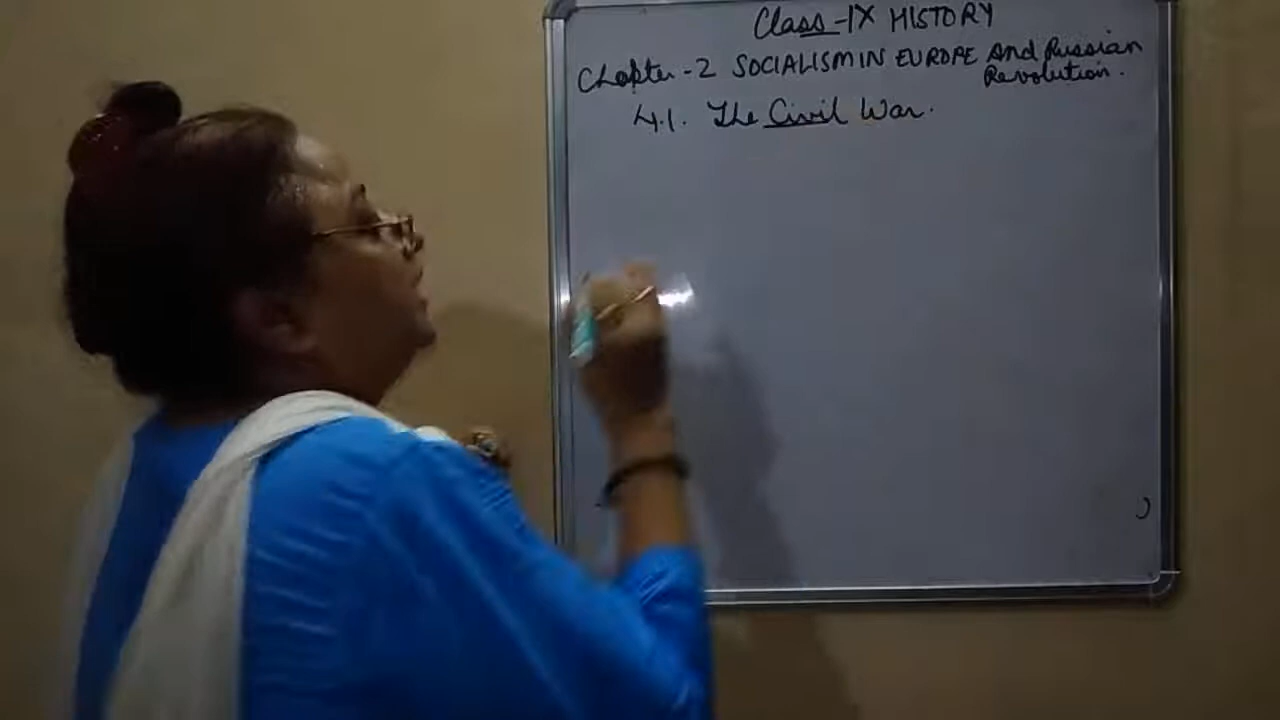 Class-IX HISTORY
Chapter-2 SOCIALISM IN EUROPE And Russian
Revolution.
4.1. The Civil War.